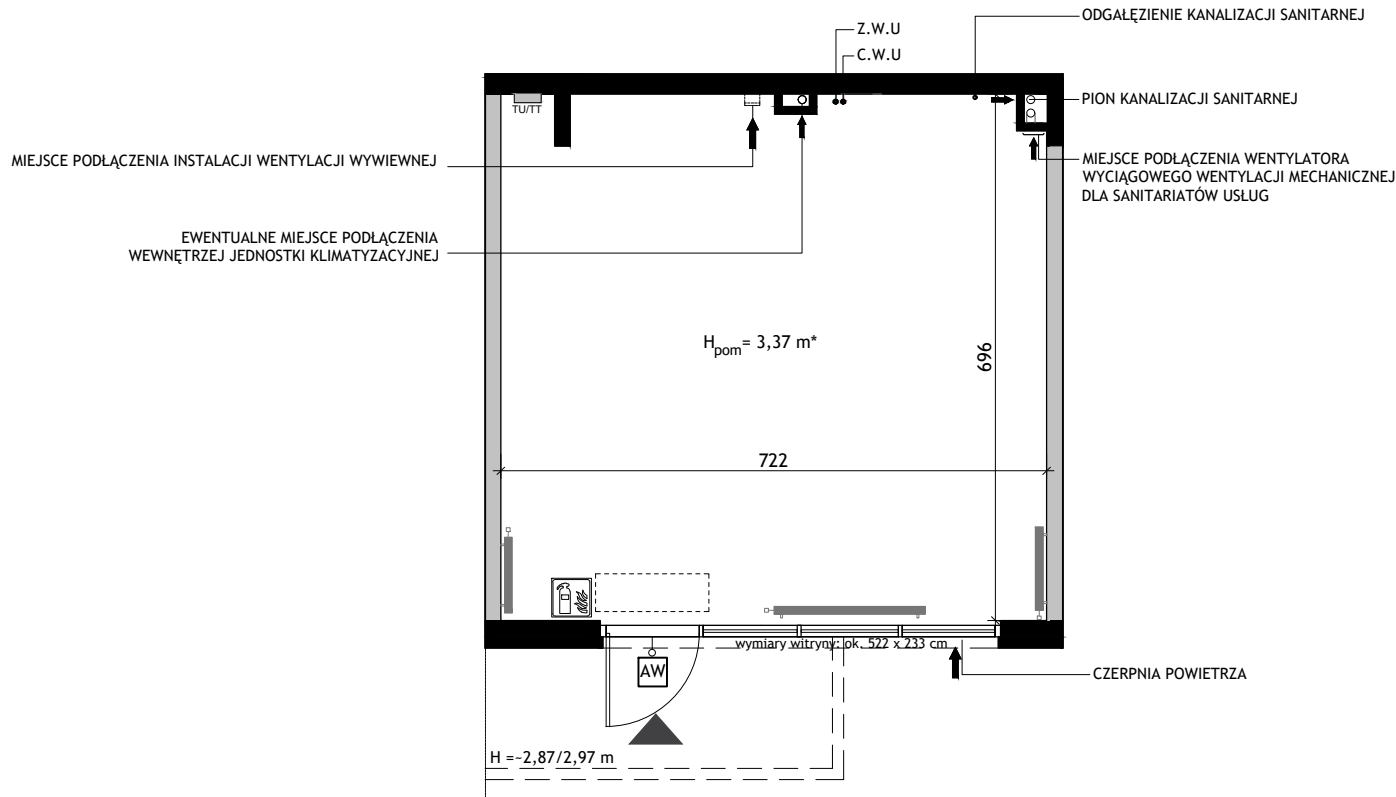 ODGAŁĘZIENIE KANALIZACJI SANITARNEJ
Z.W.U
C.W.U
PION KANALIZACJI SANITARNEJ
TU/TT
MIEJSCE PODŁĄCZENIA INSTALACJI WENTYLACJI WYWIEWNEJ
MIEJSCE PODŁĄCZENIA WENTYLATORA
WYCIĄGOWEGO WENTYLACJI MECHANICZNEJ
DLA SANITARIATÓW USŁUG
EWENTUALNE MIEJSCE PODŁĄCZENIA
WEWNĘTRZEJ JEDNOSTKI KLIMATYZACYJNEJ
Hpom= 3,37 m*
696
722
wymiary witryny: ok. 522 x 233 cm
AW
CZERPNIA POWIETRZA
H =~2,87/2,97 m